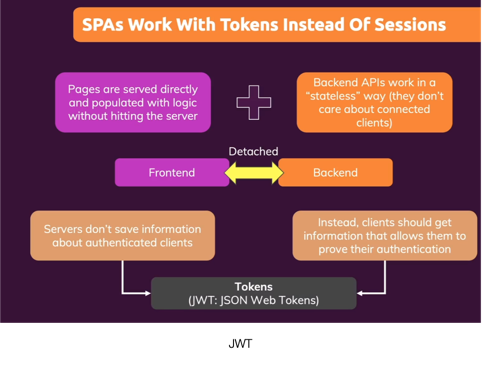 SPAs Work With Tokens Instead Of Sessions
Pages are served directly
and populated with logic
without hitting the server
Backend APIs work in a
“stateless” way (they don’t
care about connected
clients)
Detached
Frontend
Backend
Servers don’t save information
about authenticated clients
Instead, clients should get
information that allows them to
prove their authentication
Tokens
(JWT: JSON Web Tokens)
JWT